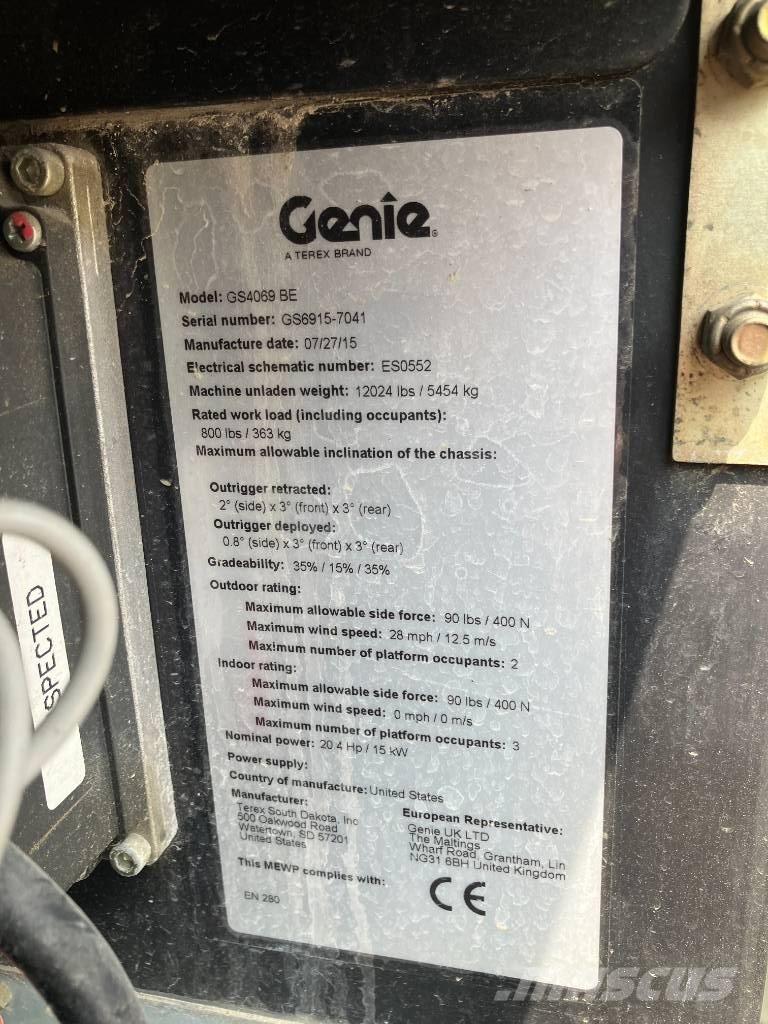 Genie®
A TEREX BRAND
Model: GS4069 BE
Serial number: GS6915-7041
Manufacture date: 07/27/15
Electrical schematic number: ES0552
Machine unladen weight: 12024 lbs / 5454 kg
Rated work load (including occupants):
800 lbs / 363 kg
Maximum allowable inclination of the chassis:
Outrigger retracted:
2° (side) x 3° (front) x 3° (rear)
Outrigger deployed:
0.8° (side) x 3° (front) x 3° (rear)
Gradeability: 35% / 15% / 35%
Outdoor rating:
Maximum allowable side force: 90 lbs / 400 N
Maximum wind speed: 28 mph / 12.5 m/s
Maximum number of platform occupants: 2
Indoor rating:
Maximum allowable side force: 90 lbs / 400 N
Maximum wind speed: 0 mph / 0 m/s
Maximum number of platform occupants: 3
Nominal power: 20.4 Hp / 15 kW
Power supply:
Country of manufacture: United States
Manufacturer:
Terex South Dakota, Inc
500 Oakwood Road
Watertown, SD 57201
United States
European Representative:
Genie UK LTD
The Maltings
Wharf Road, Grantham, Lin
NG31 6BH United Kingdom
This MEWP complies with:
EN 280
CE
SPECTED
mascus